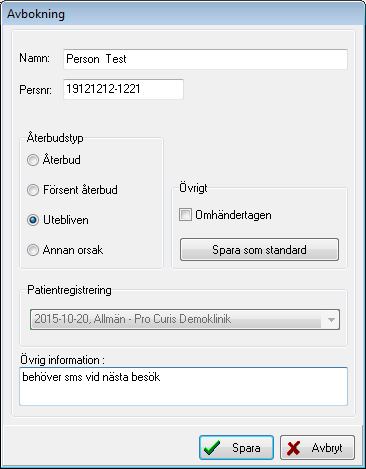 Avbokning
Namn: Person Test
Persnr: 19121212-1221
Återbudstyp
Återbud
Försent återbud
Utebliven
Annan orsak
Övrigt
Omhändertagen
Spara som standard
Patientregistrering
2015-10-20, Allmän - Pro Curis Demoklinik
Övrig information :
behöver sms vid nästa besök
Spara Avbryt